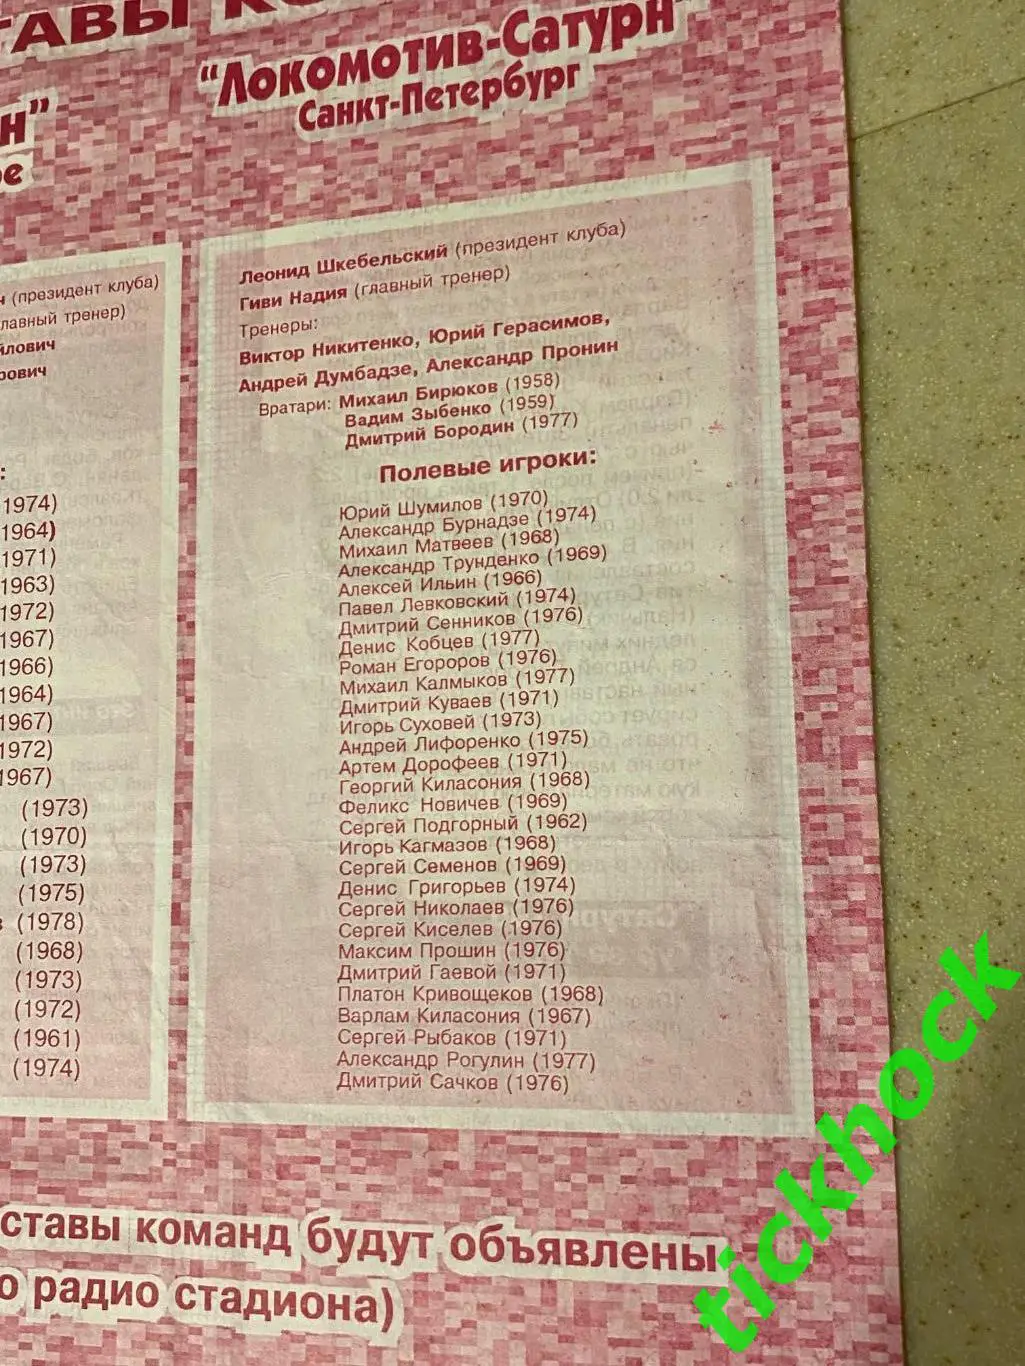 ТАВЫ К
"Локомотив-Сатурн"
Санкт-Петербург
н"
ре
(президент клуба)
лавный тренер)
йлович
рович
:
1974)
1964)
1971)
1963)
1972)
1967)
1966)
1964)
1967)
1972)
1967)
(1973)
(1970)
(1973)
(1975)
в (1978)
(1968)
(1973)
(1972)
(1961)
(1974)
Леонид Шкебельский (президент клуба)
Гиви Надия (главный тренер)
Тренеры:
Виктор Никитенко, Юрий Герасимов,
Андрей Думбадзе, Александр Пронин
Вратари: Михаил Бирюков (1958)
Вадим Зыбенко (1959)
Дмитрий Бородин (1977)
Полевые игроки:
Юрий Шумилов (1970)
Александр Бурнадзе (1974)
Михаил Матвеев (1968)
Александр Трунденко (1969)
Алексей Ильин (1966)
Павел Левковский (1974)
Дмитрий Сенников (1976)
Денис Кобцев (1977)
Роман Егороров (1976)
Михаил Калмыков (1977)
Дмитрий Куваев (1971)
Игорь Суховей (1973)
Андрей Лифоренко (1975)
Артем Дорофеев (1971)
Георгий Киласония (1968)
Феликс Новичев (1969)
Сергей Подгорный (1962)
Игорь Кагмазов (1968)
Сергей Семенов (1969)
Денис Григорьев (1974)
Сергей Николаев (1976)
Сергей Киселев (1976)
Максим Прошин (1976)
Дмитрий Гаевой (1971)
Платон Кривощеков (1968)
Варлам Киласония (1967)
Сергей Рыбаков (1971)
Александр Рогулин (1977)
Дмитрий Сачков (1976)
ставы команд будут объявлены
о радио стадиона)
tickhock